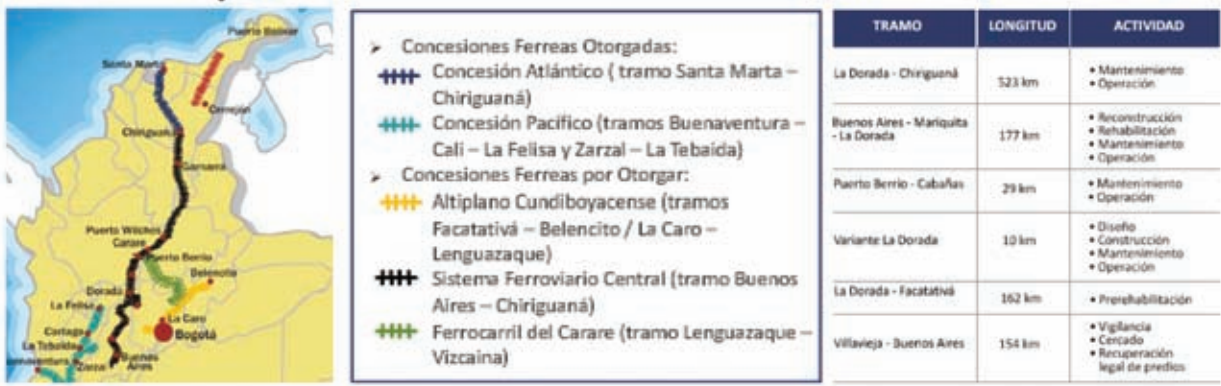 Puerto Bolívar
Santa Marta
Cerrejón
Chiriguaná
Gamarra
Puerto Wilches
Carare
Puerto Berrio
Belencito
Dorada
La Felisa
La Caro
Cartago
Bogotá
La Tebaida
Buenos
Aires
Zarzal
➢ Concesiones Ferreas Otorgadas:
Concesión Atlántico ( tramo Santa Marta –
Chiriguaná)
Concesión Pacífico (tramos Buenaventura –
Cali – La Felisa y Zarzal – La Tebaida)
➢ Concesiones Ferreas por Otorgar:
Altiplano Cundiboyacense (tramos
Facatativá – Belencito / La Caro –
Lenguazaque)
Sistema Ferroviario Central (tramo Buenos
Aires – Chiriguaná)
Ferrocarril del Carare (tramo Lenguazaque –
Vizcaina)
TRAMO LONGITUD ACTIVIDAD
La Dorada - Chiriguaná 523 km
• Mantenimiento
• Operación
Buenos Aires - Mariquita
- La Dorada
177 km
• Reconstrucción
• Rehabilitación
• Mantenimiento
• Operación
Puerto Berrio - Cabañas 29 km
• Mantenimiento
• Operación
Variante La Dorada 10 km
• Diseño
• Construcción
• Mantenimiento
• Operación
La Dorada - Facatativá 162 km
• Prerehabilitación
Villavieja - Buenos Aires 154 km
• Vigilancia
• Cercado
• Recuperación
legal de predios